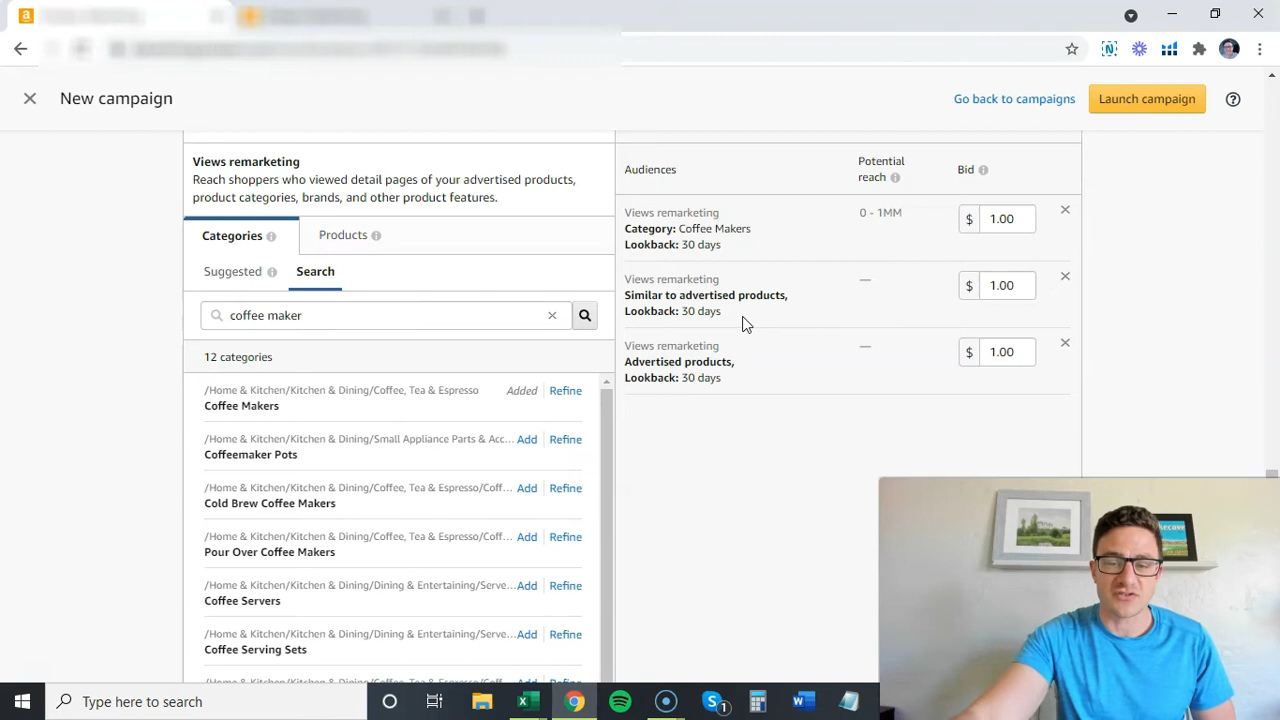 New campaign
Go back to campaigns
Launch campaign
Views remarketing
Reach shoppers who viewed detail pages of your advertised products,
product categories, brands, and other product features.
Categories
Products
Suggested
Search
coffee maker
12 categories
/Home & Kitchen/Kitchen & Dining/Coffee, Tea & Espresso
Added
Refine
Coffee Makers
/Home & Kitchen/Kitchen & Dining/Small Appliance Parts & Acc...
Add
Refine
Coffeemaker Pots
/Home & Kitchen/Kitchen & Dining/Coffee, Tea & Espresso/Coff...
Add
Refine
Cold Brew Coffee Makers
/Home & Kitchen/Kitchen & Dining/Coffee, Tea & Espresso/Coff...
Add
Refine
Pour Over Coffee Makers
/Home & Kitchen/Kitchen & Dining/Dining & Entertaining/Serve...
Add
Refine
Coffee Servers
/Home & Kitchen/Kitchen & Dining/Dining & Entertaining/Serve...
Add
Refine
Coffee Serving Sets
Audiences
Potential
reach
Bid
Views remarketing
Category: Coffee Makers
Lookback: 30 days
0 - 1MM
$ 1.00
Views remarketing
Similar to advertised products,
Lookback: 30 days
—
$ 1.00
Views remarketing
Advertised products,
Lookback: 30 days
—
$ 1.00
Type here to search
1